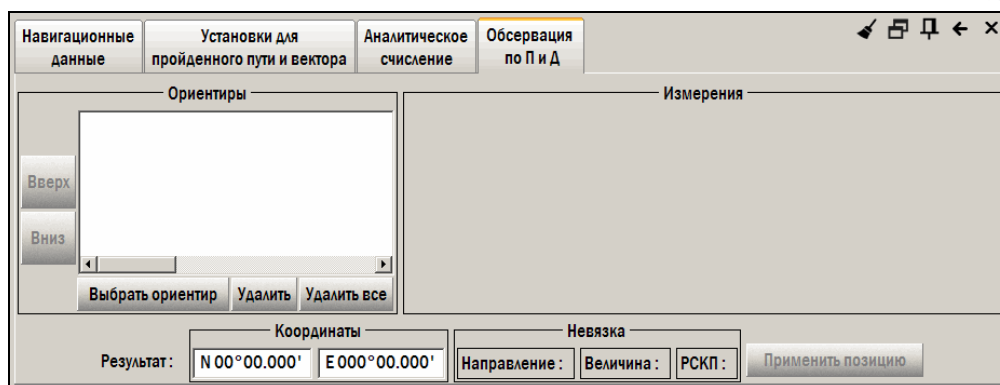 Навигационные данные
Установки для пройденного пути и вектора
Аналитическое счисление
Обсервация по П и Д
Ориентиры
Измерения
Вверх
Вниз
Выбрать ориентир
Удалить
Удалить все
Координаты
Невязка
Результат :
N 00°00.000'
E 000°00.000'
Направление :
Величина :
РСКП :
Применить позицию